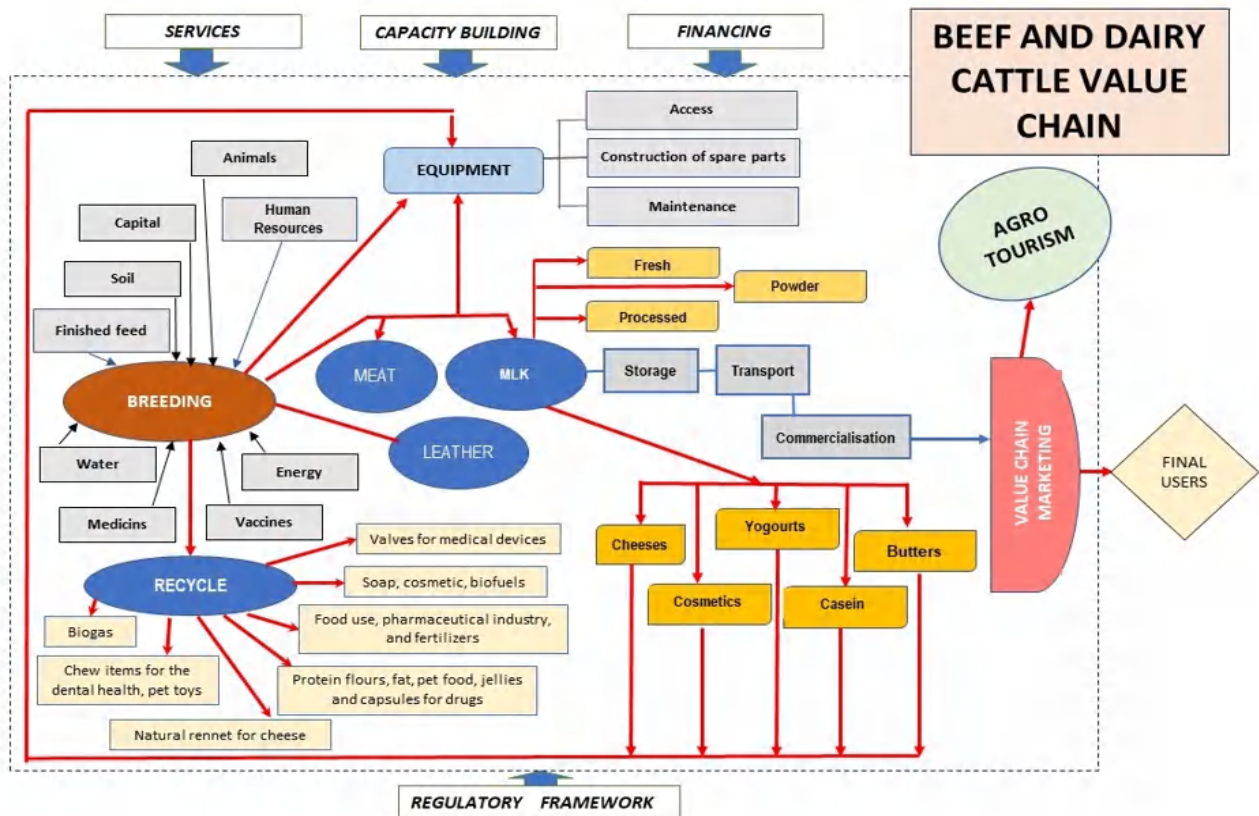 SERVICES
CAPACITY BUILDING
FINANCING
BEEF AND DAIRY
CATTLE VALUE
CHAIN
Access
Animals
EQUIPMENT
Construction of spare parts
Human
Resources
Maintenance
Capital
AGRO
TOURISM
Soil
Fresh
Powder
Finished feed
Processed
MEAT
MLK
Storage
Transport
BREEDING
Commercialisation
LEATHER
VALUE CHAIN
MARKETING
FINAL
USERS
Water
Energy
Medicins
Vaccines
Valves for medical devices
Cheeses
Yogourts
Butters
RECYCLE
Soap, cosmetic, biofuels
Cosmetics
Casein
Biogas
Food use, pharmaceutical industry,
and fertilizers
Chew items for the
dental health, pet toys
Protein flours, fat, pet food, jellies
and capsules for drugs
Natural rennet for cheese
REGULATORY FRAMEWORK